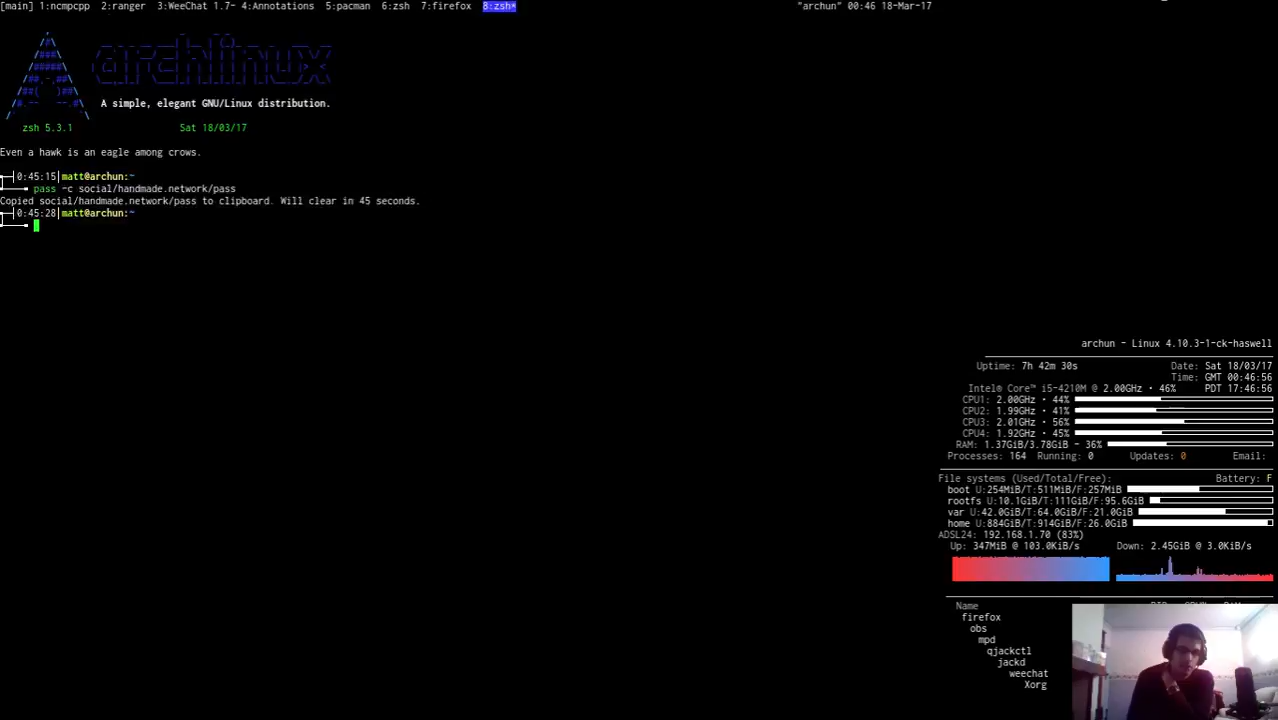 [main] 1:ncmpcpp 2:ranger 3:WeeChat 1.7- 4:Annotations 5:pacman 6:zsh 7:firefox 8:zsh* "archun" 00:46 18-Mar-17
archlinux
A simple, elegant GNU/Linux distribution.
zsh 5.3.1 Sat 18/03/17
Even a hawk is an eagle among crows.
0:45:15|matt@archun:~
pass -c social/handmade.network/pass
Copied social/handmade.network/pass to clipboard. Will clear in 45 seconds.
0:45:28|matt@archun:~
archun - Linux 4.10.3-1-ck-haswell
Uptime: 7h 42m 30s Date: Sat 18/03/17
Time: GMT 00:46:56
Intel® Core™ i5-4210M @ 2.00GHz · 46% PDT 17:46:56
CPU1: 2.00GHz · 44%
CPU2: 1.99GHz · 41%
CPU3: 2.01GHz · 56%
CPU4: 1.92GHz · 45%
RAM: 1.37GiB/3.78GiB - 36%
Processes: 164 Running: 0 Updates: 0 Email:
File systems (Used/Total/Free): Battery: F
boot U:254MiB/T:511MiB/F:257MiB
rootfs U:10.1GiB/T:111GiB/F:95.6GiB
var U:42.0GiB/T:64.0GiB/F:21.0GiB
home U:884GiB/T:914GiB/F:26.0GiB
ADSL24: 192.168.1.70 (83%)
Up: 347MiB @ 103.0KiB/s Down: 2.45GiB @ 3.0KiB/s
Name
firefox
obs
mpd
qjackctl
jackd
weechat
Xorg